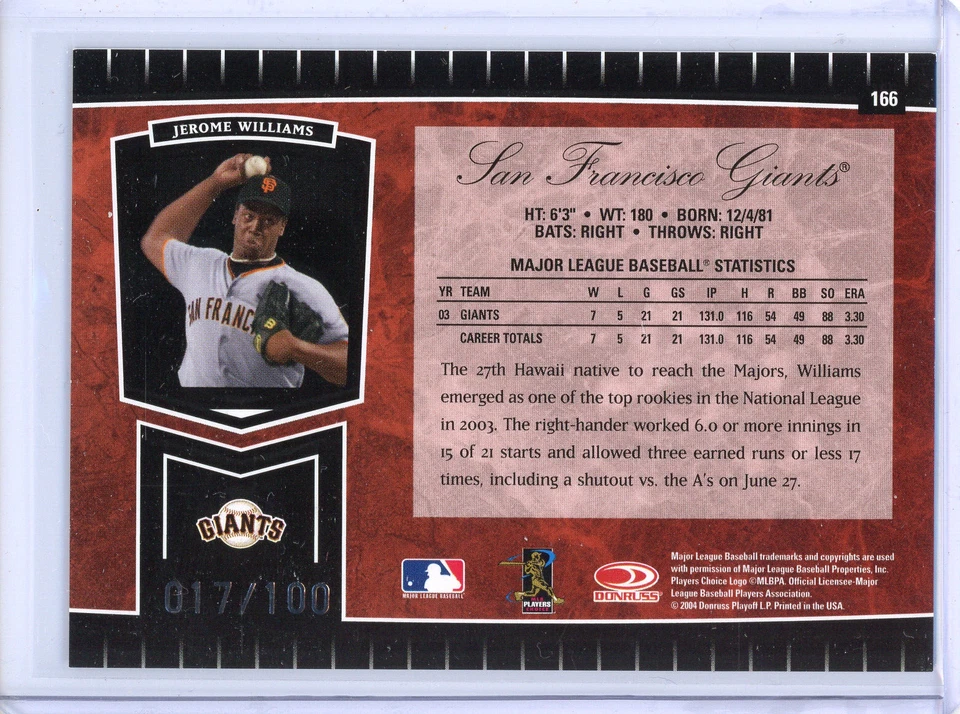 166
JEROME WILLIAMS
SF
SAN FRANC
San Francisco Giants®
HT: 6'3" • WT: 180 • BORN: 12/4/81
BATS: RIGHT • THROWS: RIGHT
MAJOR LEAGUE BASEBALL® STATISTICS
YR TEAM W L G GS IP H R BB SO ERA
03 GIANTS 7 5 21 21 131.0 116 54 49 88 3.30
CAREER TOTALS 7 5 21 21 131.0 116 54 49 88 3.30
The 27th Hawaii native to reach the Majors, Williams
emerged as one of the top rookies in the National League
in 2003. The right-hander worked 6.0 or more innings in
15 of 21 starts and allowed three earned runs or less 17
times, including a shutout vs. the A's on June 27.
GIANTS
017/100
MAJOR LEAGUE BASEBALL
MLB
PLAYERS
CHOICE
DONRUSS
Major League Baseball trademarks and copyrights are used
with permission of Major League Baseball Properties, Inc.
Players Choice Logo ©MLBPA. Official Licensee-Major
League Baseball Players Association.
© 2004 Donruss Playoff L.P. Printed in the USA.